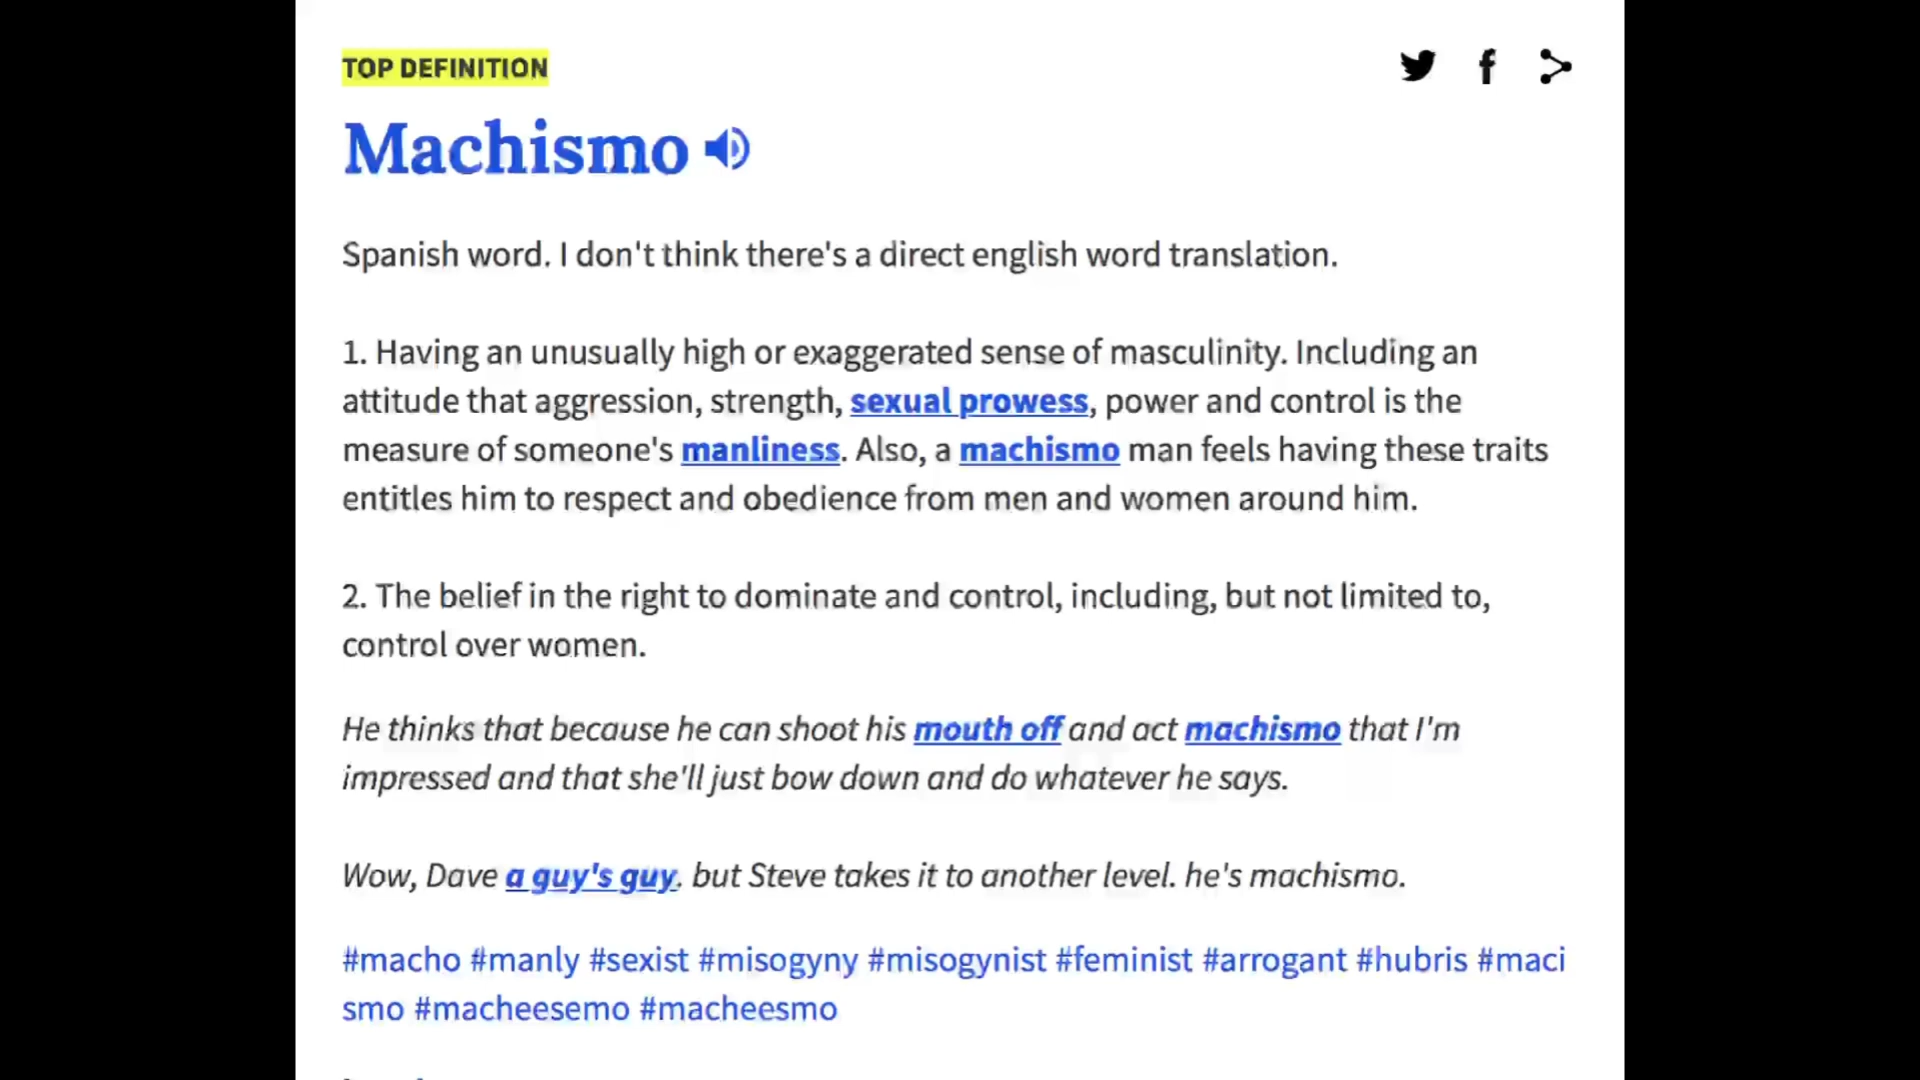 TOP DEFINITION
Machismo
Spanish word. I don't think there's a direct english word translation.
1. Having an unusually high or exaggerated sense of masculinity. Including an
attitude that aggression, strength, sexual prowess, power and control is the
measure of someone's manliness. Also, a machismo man feels having these traits
entitles him to respect and obedience from men and women around him.
2. The belief in the right to dominate and control, including, but not limited to,
control over women.
He thinks that because he can shoot his mouth off and act machismo that I'm
impressed and that she'll just bow down and do whatever he says.
Wow, Dave a guy's guy. but Steve takes it to another level. he's machismo.
#macho #manly #sexist #misogyny #misogynist #feminist #arrogant #hubris #maci
smo #macheesemo #macheesmo